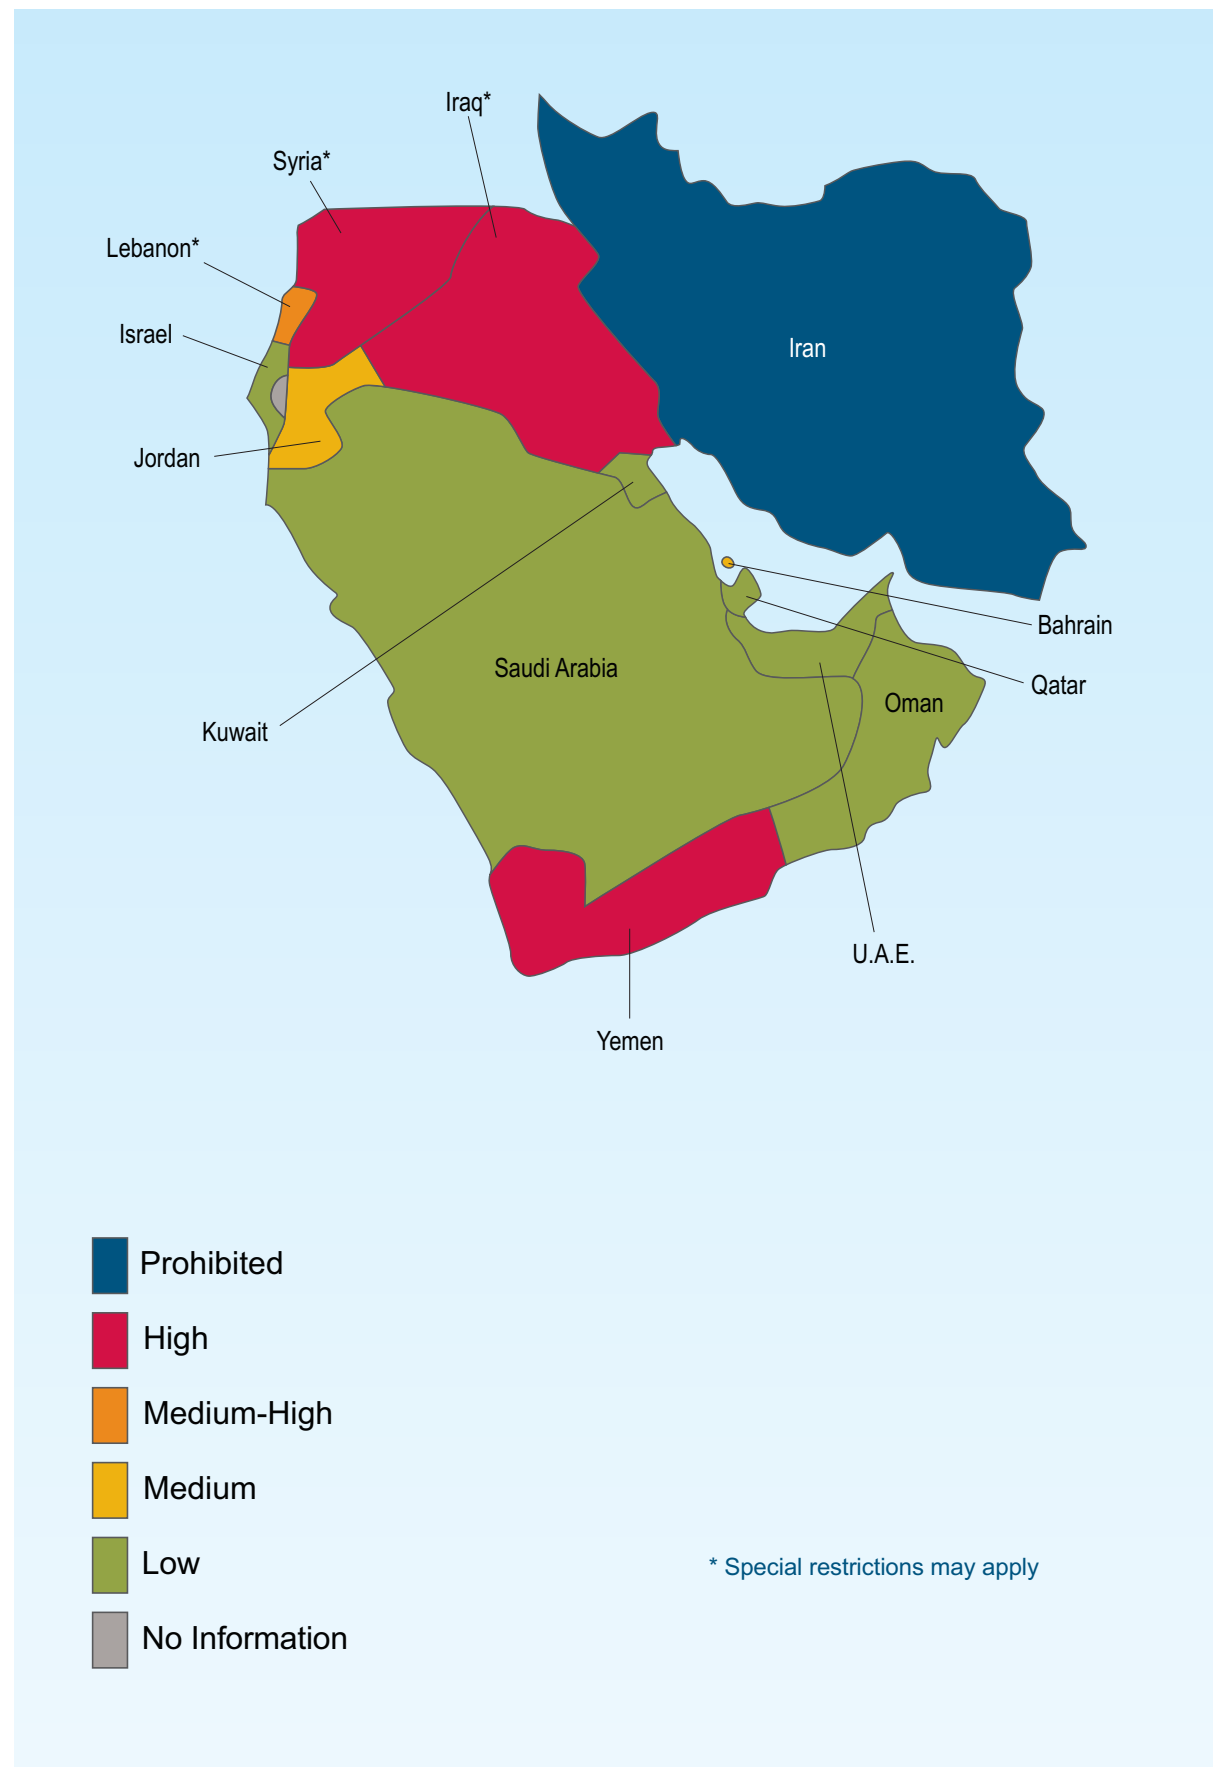 Iraq*
Syria*
Lebanon*
Israel
Iran
Jordan
Bahrain
Saudi Arabia
Qatar
Oman
Kuwait
U.A.E.
Yemen
Prohibited
High
Medium-High
Medium
Low
* Special restrictions may apply
No Information